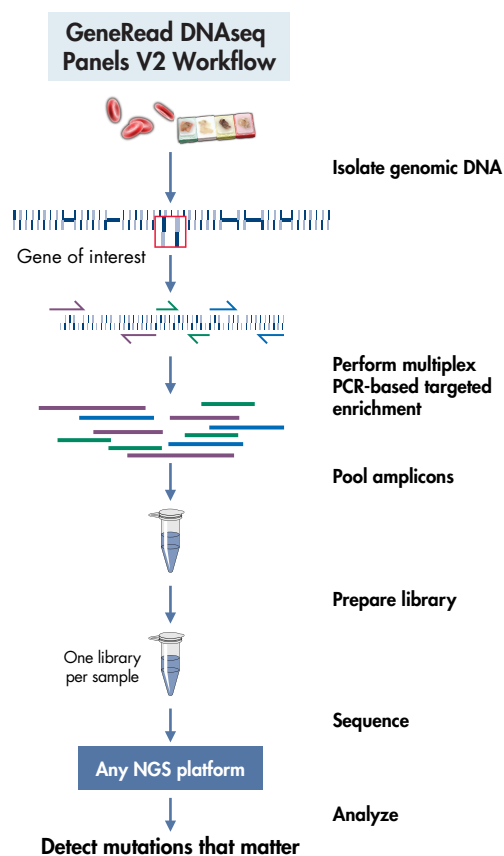 GeneRead DNAseq
Panels V2 Workflow
Isolate genomic DNA
Gene of interest
Perform multiplex
PCR-based targeted
enrichment
Pool amplicons
Prepare library
One library
per sample
Sequence
Any NGS platform
Analyze
Detect mutations that matter